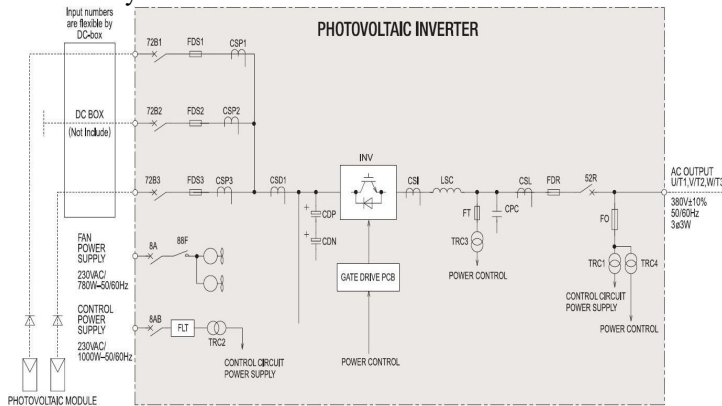 Input numbers
are flexible by
DC-box
PHOTOVOLTAIC INVERTER
72B1
FDS1
CSP1
DC BOX
(Not Include)
72B2
FDS2
CSP2
INV
72B3
FDS3
CSP3
CSD1
CSI
LSC
CSL
FDR
52R
AC OUTPUT
U/T1,V/T2,W/T3
380V±10%
50/60Hz
3ø3W
+
CDP
+
CDN
FT
CPC
FO
TRC3
POWER CONTROL
TRC1
TRC4
CONTROL CIRCUIT
POWER SUPPLY
POWER CONTROL
GATE DRIVE PCB
POWER CONTROL
FAN
POWER
SUPPLY
230VAC/
780W-50/60Hz
8A
88F
CONTROL
POWER
SUPPLY
230VAC/
1000W-50/60Hz
8AB
FLT
TRC2
CONTROL CIRCUIT
POWER SUPPLY
PHOTOVOLTAIC MODULE